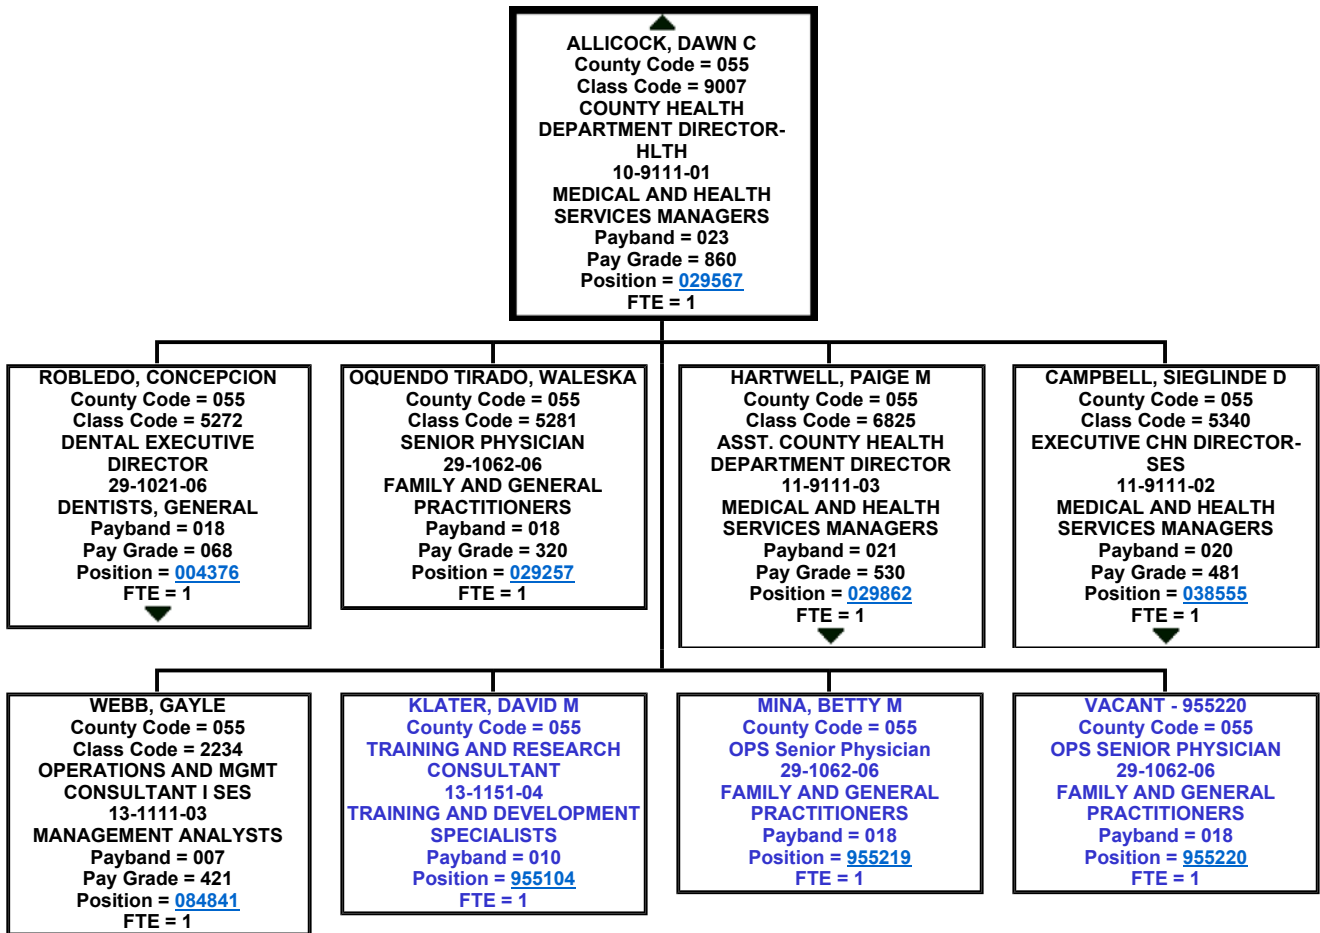 ALLICOCK, DAWN C
County Code = 055
Class Code = 9007
COUNTY HEALTH
DEPARTMENT DIRECTOR-
HLTH
10-9111-01
MEDICAL AND HEALTH
SERVICES MANAGERS
Payband = 023
Pay Grade = 860
Position = 029567
FTE = 1
ROBLEDO, CONCEPCION
County Code = 055
Class Code = 5272
DENTAL EXECUTIVE
DIRECTOR
29-1021-06
DENTISTS, GENERAL
Payband = 018
Pay Grade = 068
Position = 004376
FTE = 1
OQUENDO TIRADO, WALESKA
County Code = 055
Class Code = 5281
SENIOR PHYSICIAN
29-1062-06
FAMILY AND GENERAL
PRACTITIONERS
Payband = 018
Pay Grade = 320
Position = 029257
FTE = 1
HARTWELL, PAIGE M
County Code = 055
Class Code = 6825
ASST. COUNTY HEALTH
DEPARTMENT DIRECTOR
11-9111-03
MEDICAL AND HEALTH
SERVICES MANAGERS
Payband = 021
Pay Grade = 530
Position = 029862
FTE = 1
CAMPBELL, SIEGLINDE D
County Code = 055
Class Code = 5340
EXECUTIVE CHN DIRECTOR-
SES
11-9111-02
MEDICAL AND HEALTH
SERVICES MANAGERS
Payband = 020
Pay Grade = 481
Position = 038555
FTE = 1
WEBB, GAYLE
County Code = 055
Class Code = 2234
OPERATIONS AND MGMT
CONSULTANT I SES
13-1111-03
MANAGEMENT ANALYSTS
Payband = 007
Pay Grade = 421
Position = 084841
FTE = 1
KLATER, DAVID M
County Code = 055
TRAINING AND RESEARCH
CONSULTANT
13-1151-04
TRAINING AND DEVELOPMENT
SPECIALISTS
Payband = 010
Position = 955104
FTE = 1
MINA, BETTY M
County Code = 055
OPS Senior Physician
29-1062-06
FAMILY AND GENERAL
PRACTITIONERS
Payband = 018
Position = 955219
FTE = 1
VACANT - 955220
County Code = 055
OPS SENIOR PHYSICIAN
29-1062-06
FAMILY AND GENERAL
PRACTITIONERS
Payband = 018
Position = 955220
FTE = 1